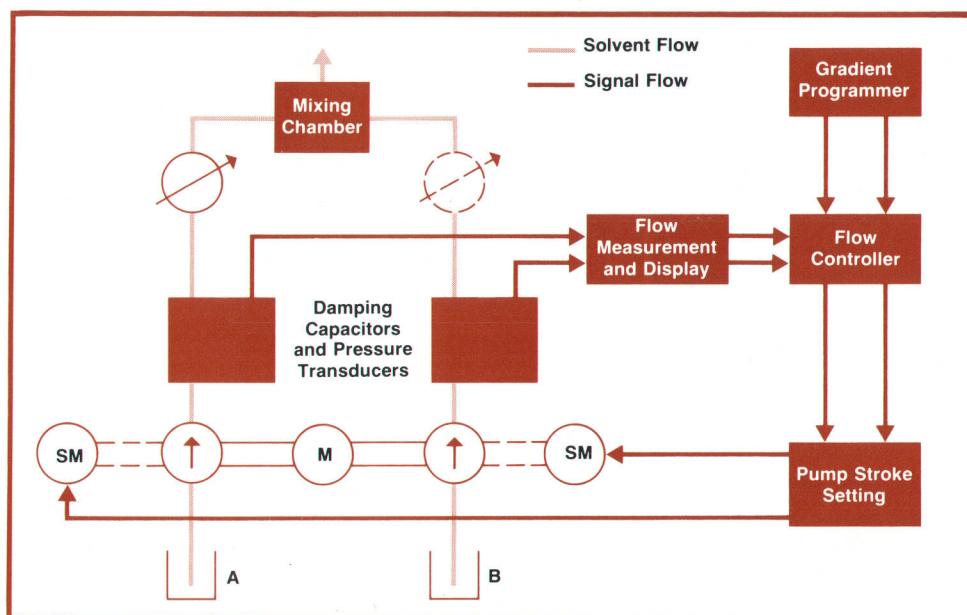 Solvent Flow
Signal Flow
Gradient
Programmer
Mixing
Chamber
Flow
Measurement
and Display
Flow
Controller
Damping
Capacitors
and Pressure
Transducers
SM
M
SM
Pump Stroke
Setting
A
B